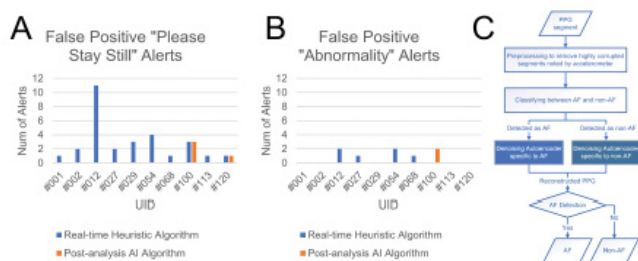 A
False Positive "Please
Stay Still" Alerts
Num of Alerts
12
10
8
6
4
2
0
#001
#002
#012
#027
#029
#054
#068
#100
#113
#120
UID
Real-time Heuristic Algorithm
Post-analysis AI Algorithm
B
False Positive
"Abnormality" Alerts
Num of Alerts
12
10
8
6
4
2
0
#001
#002
#012
#027
#029
#054
#068
#100
#113
#120
UID
Real-time Heuristic Algorithm
Post-analysis AI Algorithm
C
PPG
segment
Preprocessing to remove highly corrupted
segments noted by accelerometer
Classifying between AF and non-AF
Detected as AF
Detected as non-AF
Denoising Autoencoder
specific to AF
Denoising Autoencoder
specific to non-AF
Reconstructed PPG
AF Detection
Yes
No
AF
Non-AF